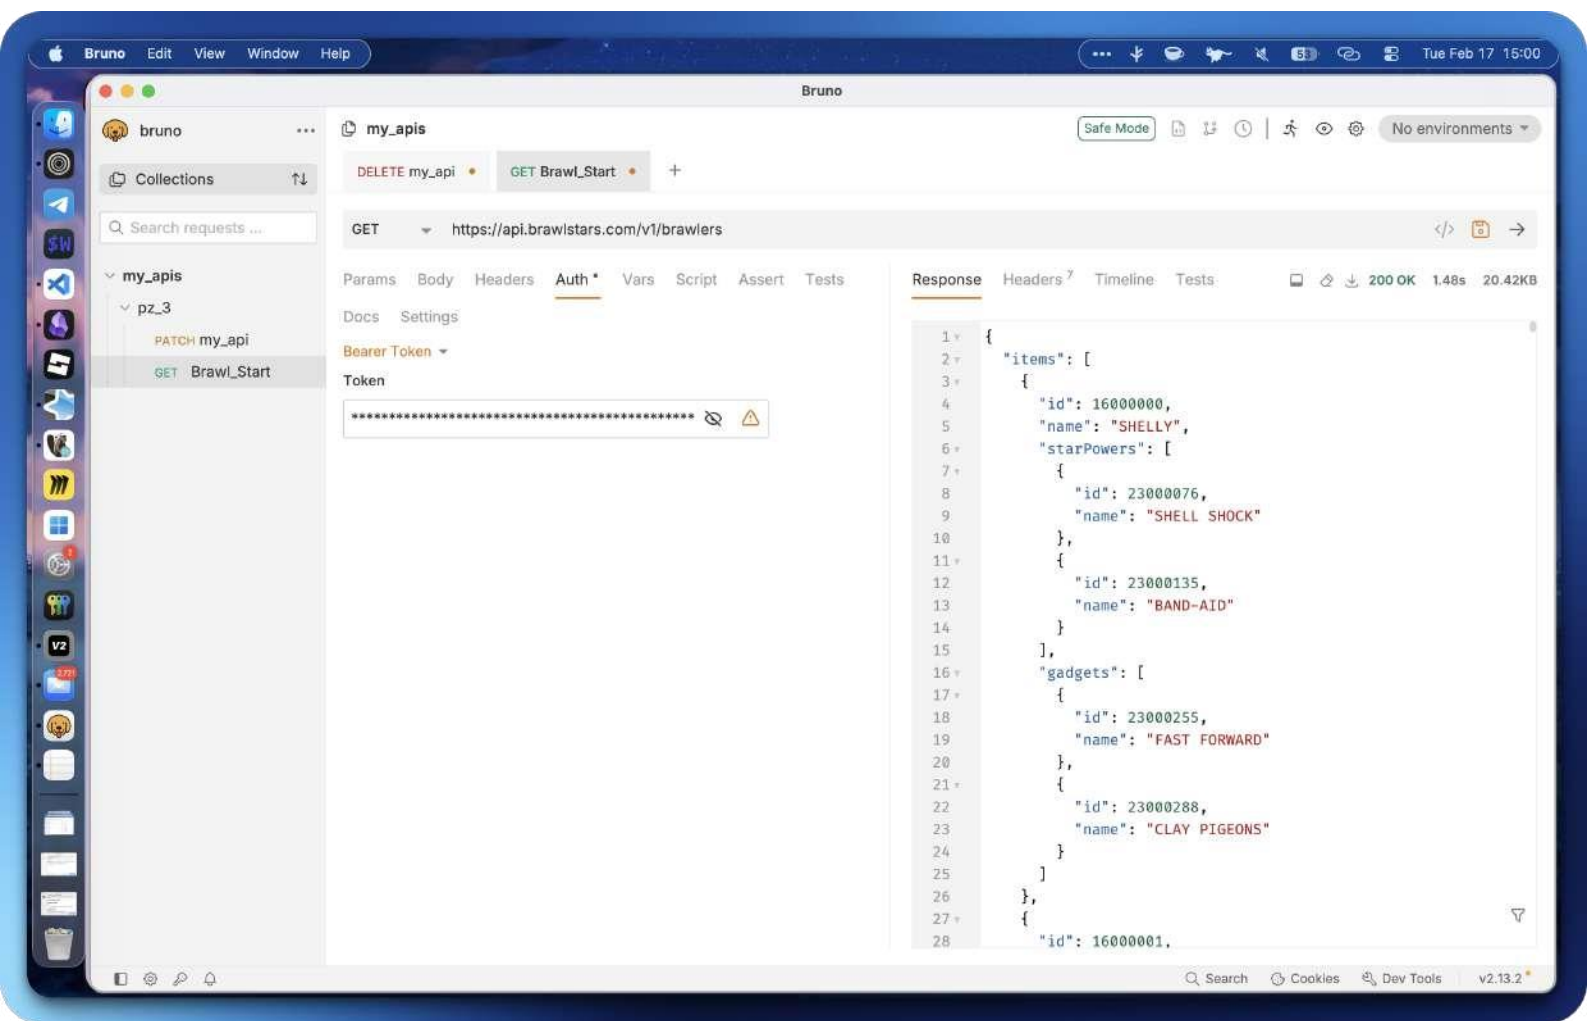 Bruno Edit View Window Help
Tue Feb 17 15:00
Bruno
bruno
my_apis
Safe Mode
No environments
Collections
DELETE my_api
GET Brawl_Start
Search requests ...
GET
https://api.brawlstars.com/v1/brawlers
my_apis
pz_3
PATCH my_api
GET Brawl_Start
Params Body Headers Auth Vars Script Assert Tests
Docs Settings
Bearer Token
Token
Response Headers 7 Timeline Tests
200 OK 1.48s 20.42KB
1 {
2 "items": [
3 {
4 "id": 16000000,
5 "name": "SHELLY",
6 "starPowers": [
7 {
8 "id": 23000076,
9 "name": "SHELL SHOCK"
10 },
11 {
12 "id": 23000135,
13 "name": "BAND-AID"
14 }
15 ],
16 "gadgets": [
17 {
18 "id": 23000255,
19 "name": "FAST FORWARD"
20 },
21 {
22 "id": 23000288,
23 "name": "CLAY PIGEONS"
24 }
25 ]
26 },
27 {
28 "id": 16000001,
$W
V2
Search
Cookies
Dev Tools
v2.13.2